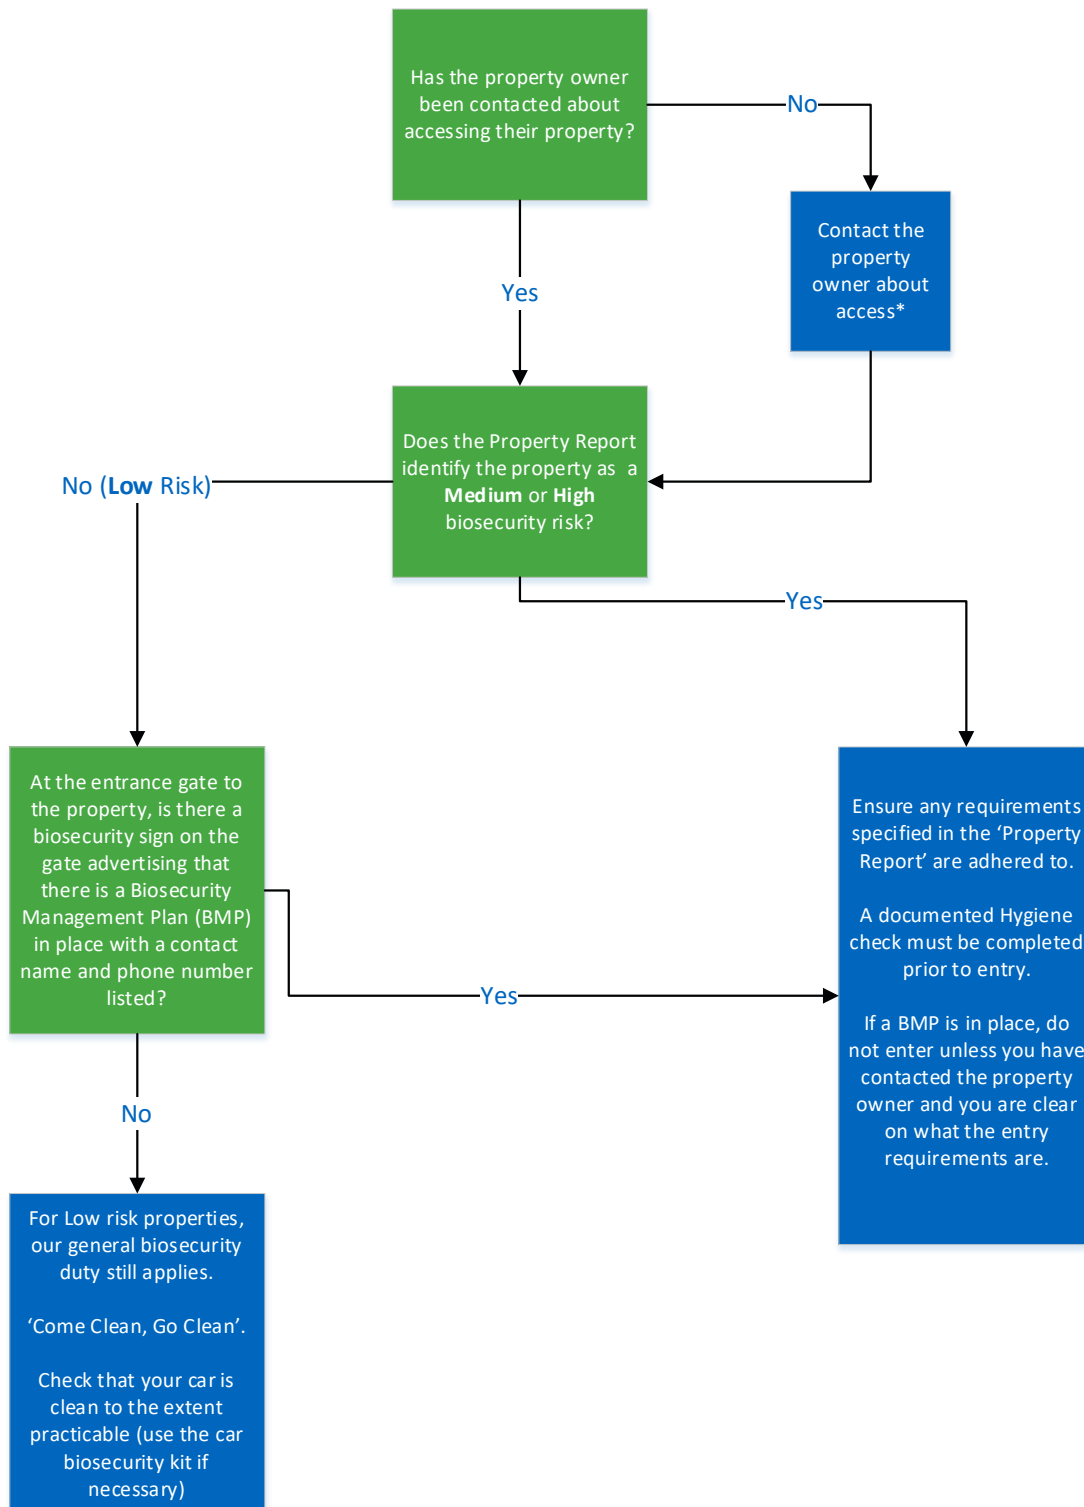 Has the property owner
been contacted about
accessing their property?
No
Contact the
property
owner about
access*
Yes
Does the Property Report
identify the property as a
Medium or High
biosecurity risk?
No (Low Risk)
Yes
At the entrance gate to
the property, is there a
biosecurity sign on the
gate advertising that
there is a Biosecurity
Management Plan (BMP)
in place with a contact
name and phone number
listed?
Yes
Ensure any requirements
specified in the ‘Property
Report’ are adhered to.
A documented Hygiene
check must be completed
prior to entry.
If a BMP is in place, do
not enter unless you have
contacted the property
owner and you are clear
on what the entry
requirements are.
No
For Low risk properties,
our general biosecurity
duty still applies.
‘Come Clean, Go Clean’.
Check that your car is
clean to the extent
practicable (use the car
biosecurity kit if
necessary)